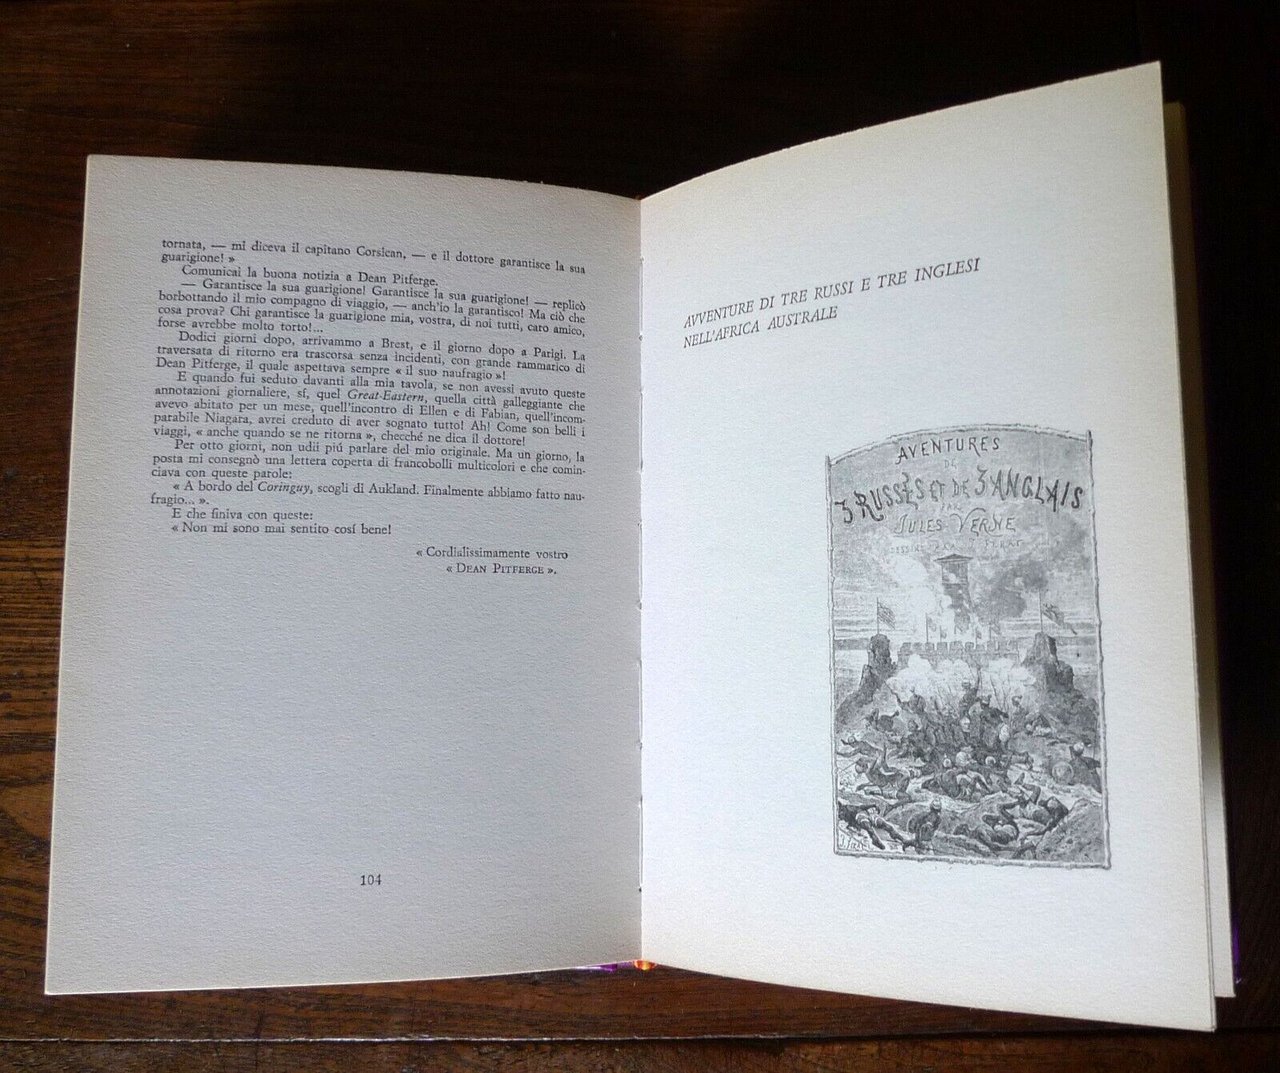 tornata, — mi diceva il capitano Corsican, — e il dottore garantisce la sua
guarigione! »
Comunicai la buona notizia a Dean Pitferge.
— Garantisce la sua guarigione! Garantisce la sua guarigione! — replicò
borbottando il mio compagno di viaggio, — anch'io la garantisco! Ma ciò che
cosa prova? Chi garantisce la guarigione mia, vostra, di noi tutti, caro amico,
forse avrebbe molto torto!...
Dodici giorni dopo, arrivammo a Brest, e il giorno dopo a Parigi. La
traversata di ritorno era trascorsa senza incidenti, con grande rammarico di
Dean Pitferge, il quale aspettava sempre « il suo naufragio »!
E quando fui seduto davanti alla mia tavola, se non avessi avuto queste
annotazioni giornaliere, sí, quel Great-Eastern, quella città galleggiante che
avevo abitato per un mese, quell'incontro di Ellen e di Fabian, quell'incom-
parabile Niagara, avrei creduto di aver sognato tutto! Ah! Come son belli i
viaggi, « anche quando se ne ritorna », checché ne dica il dottore!
Per otto giorni, non udii piú parlare del mio originale. Ma un giorno, la
posta mi consegnò una lettera coperta di francobolli multicolori e che comin-
ciava con queste parole:
« A bordo del Coringuy, scogli di Aukland. Finalmente abbiamo fatto nau-
fragio... ».
E che finiva con queste:
« Non mi sono mai sentito cosí bene!
« Cordialissimamente vostro
« DEAN PITFERGE ».
104
AVVENTURE DI TRE RUSSI E TRE INGLESI
NELL'AFRICA AUSTRALE
AVENTURES
DE
3 RUSSES ET DE 3 ANGLAIS
PAR
JULES VERNE